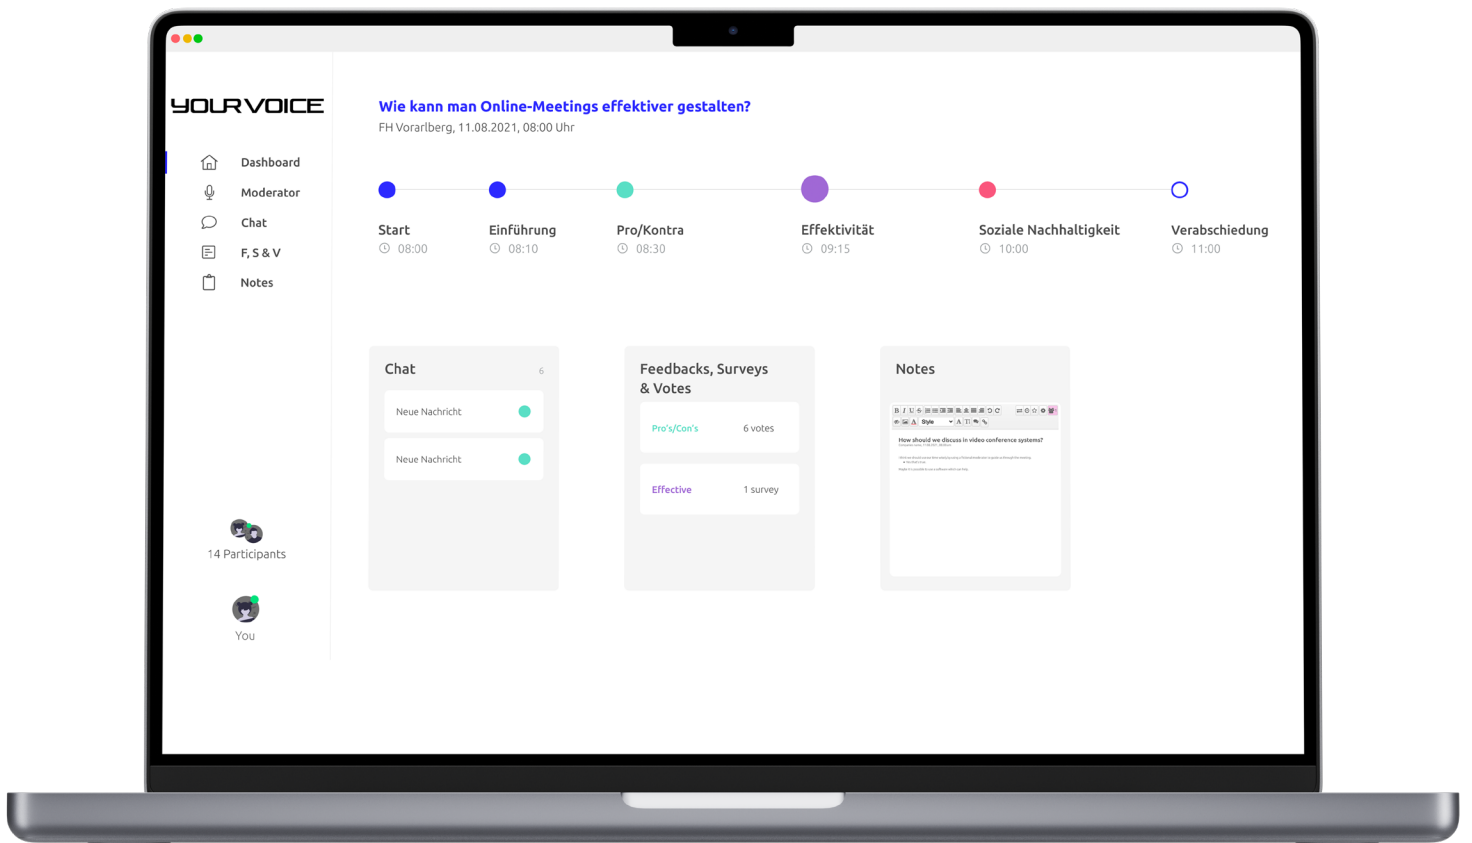 YOURVOICE
Dashboard
Moderator
Chat
F, S & V
Notes
14 Participants
You
Wie kann man Online-Meetings effektiver gestalten?
FH Vorarlberg, 11.08.2021, 08:00 Uhr
Start
08:00
Einführung
08:10
Pro/Kontra
08:30
Effektivität
09:15
Soziale Nachhaltigkeit
10:00
Verabschiedung
11:00
Chat 6
Neue Nachricht
Neue Nachricht
Feedbacks, Surveys
& Votes
Pro's/Con's 6 votes
Effective 1 survey
Notes
B I U S
A Style A
How should we discuss in video conference systems?